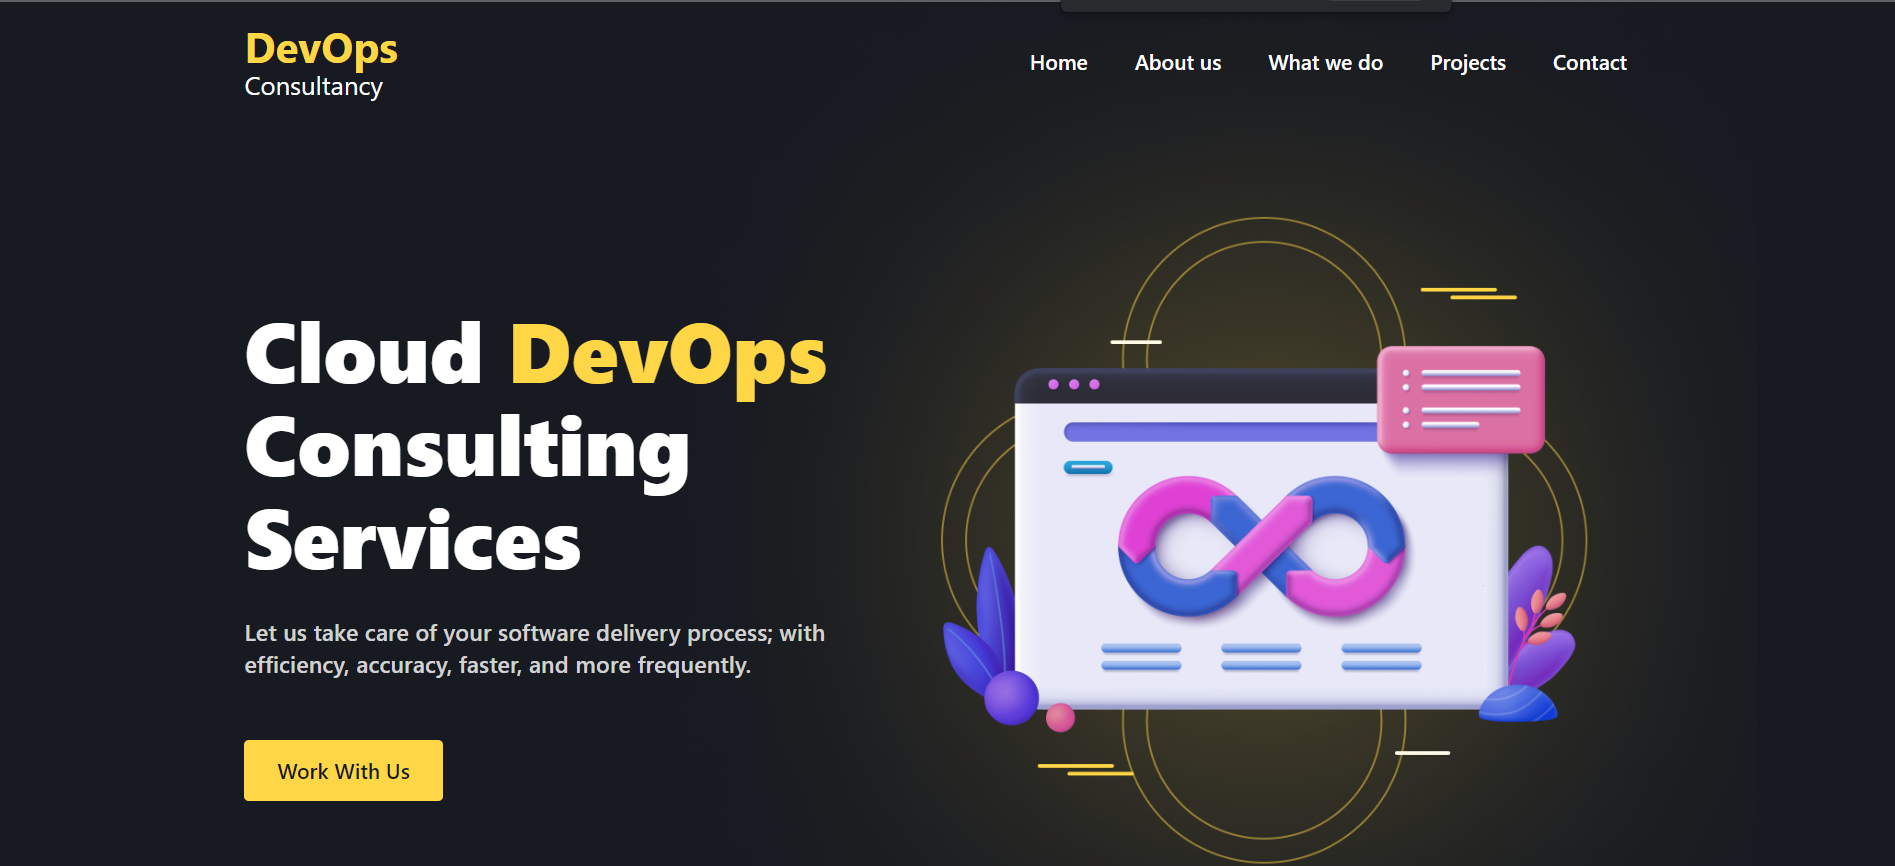 DevOps
Consultancy
Home About us What we do Projects Contact
Cloud DevOps
Consulting
Services
Let us take care of your software delivery process; with
efficiency, accuracy, faster, and more frequently.
Work With Us